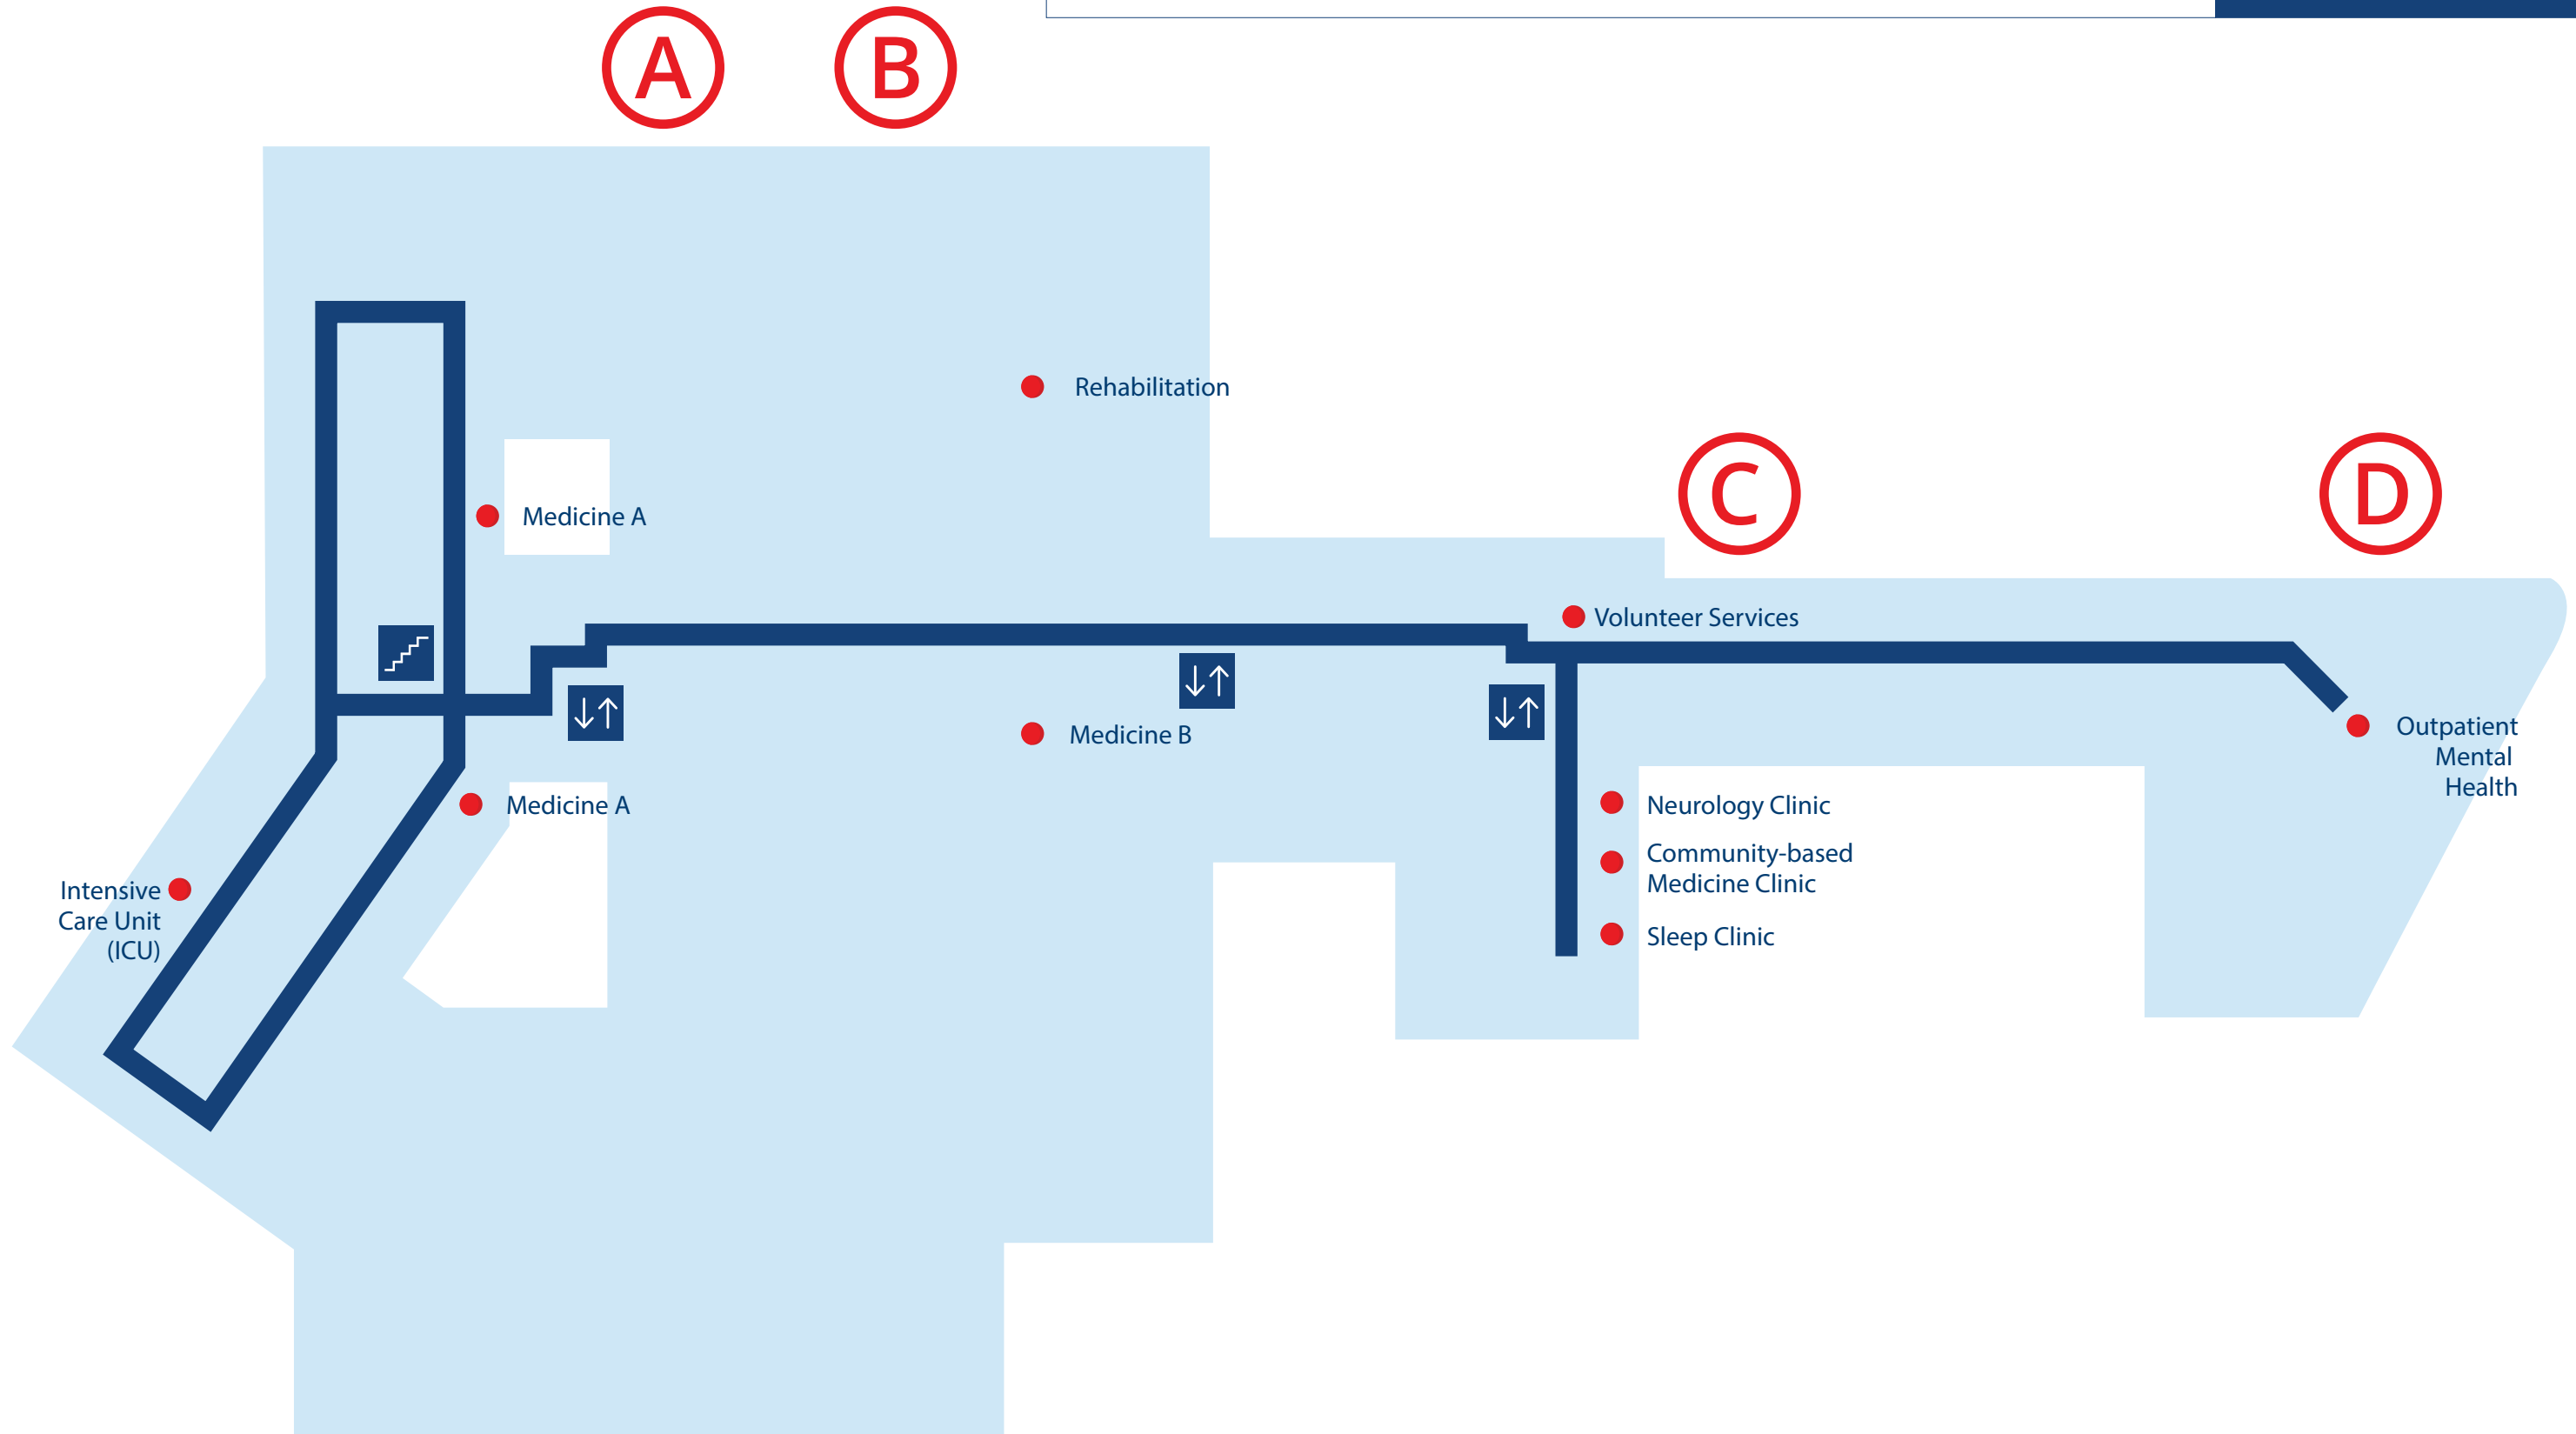 A
B
Rehabilitation
C
D
Medicine A
Volunteer Services
Medicine B
Outpatient
Mental
Health
Medicine A
Neurology Clinic
Community-based
Medicine Clinic
Intensive
Care Unit
(ICU)
Sleep Clinic